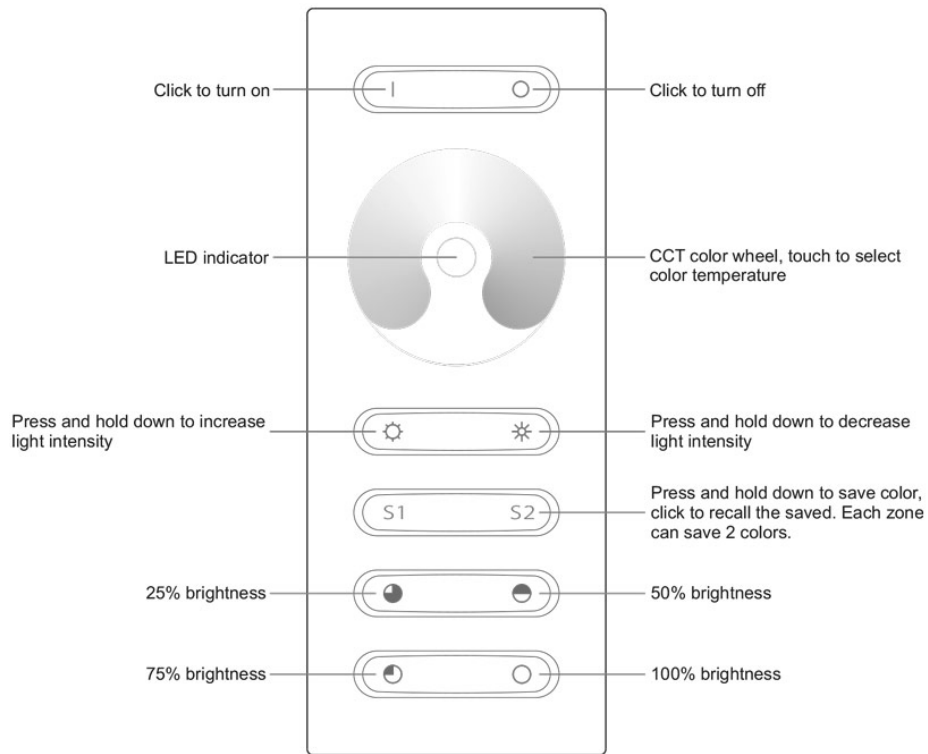 Click to turn on
I
Click to turn off
LED indicator
CCT color wheel, touch to select
color temperature
Press and hold down to increase
light intensity
Press and hold down to decrease
light intensity
S1
S2
Press and hold down to save color,
click to recall the saved. Each zone
can save 2 colors.
25% brightness
50% brightness
75% brightness
100% brightness